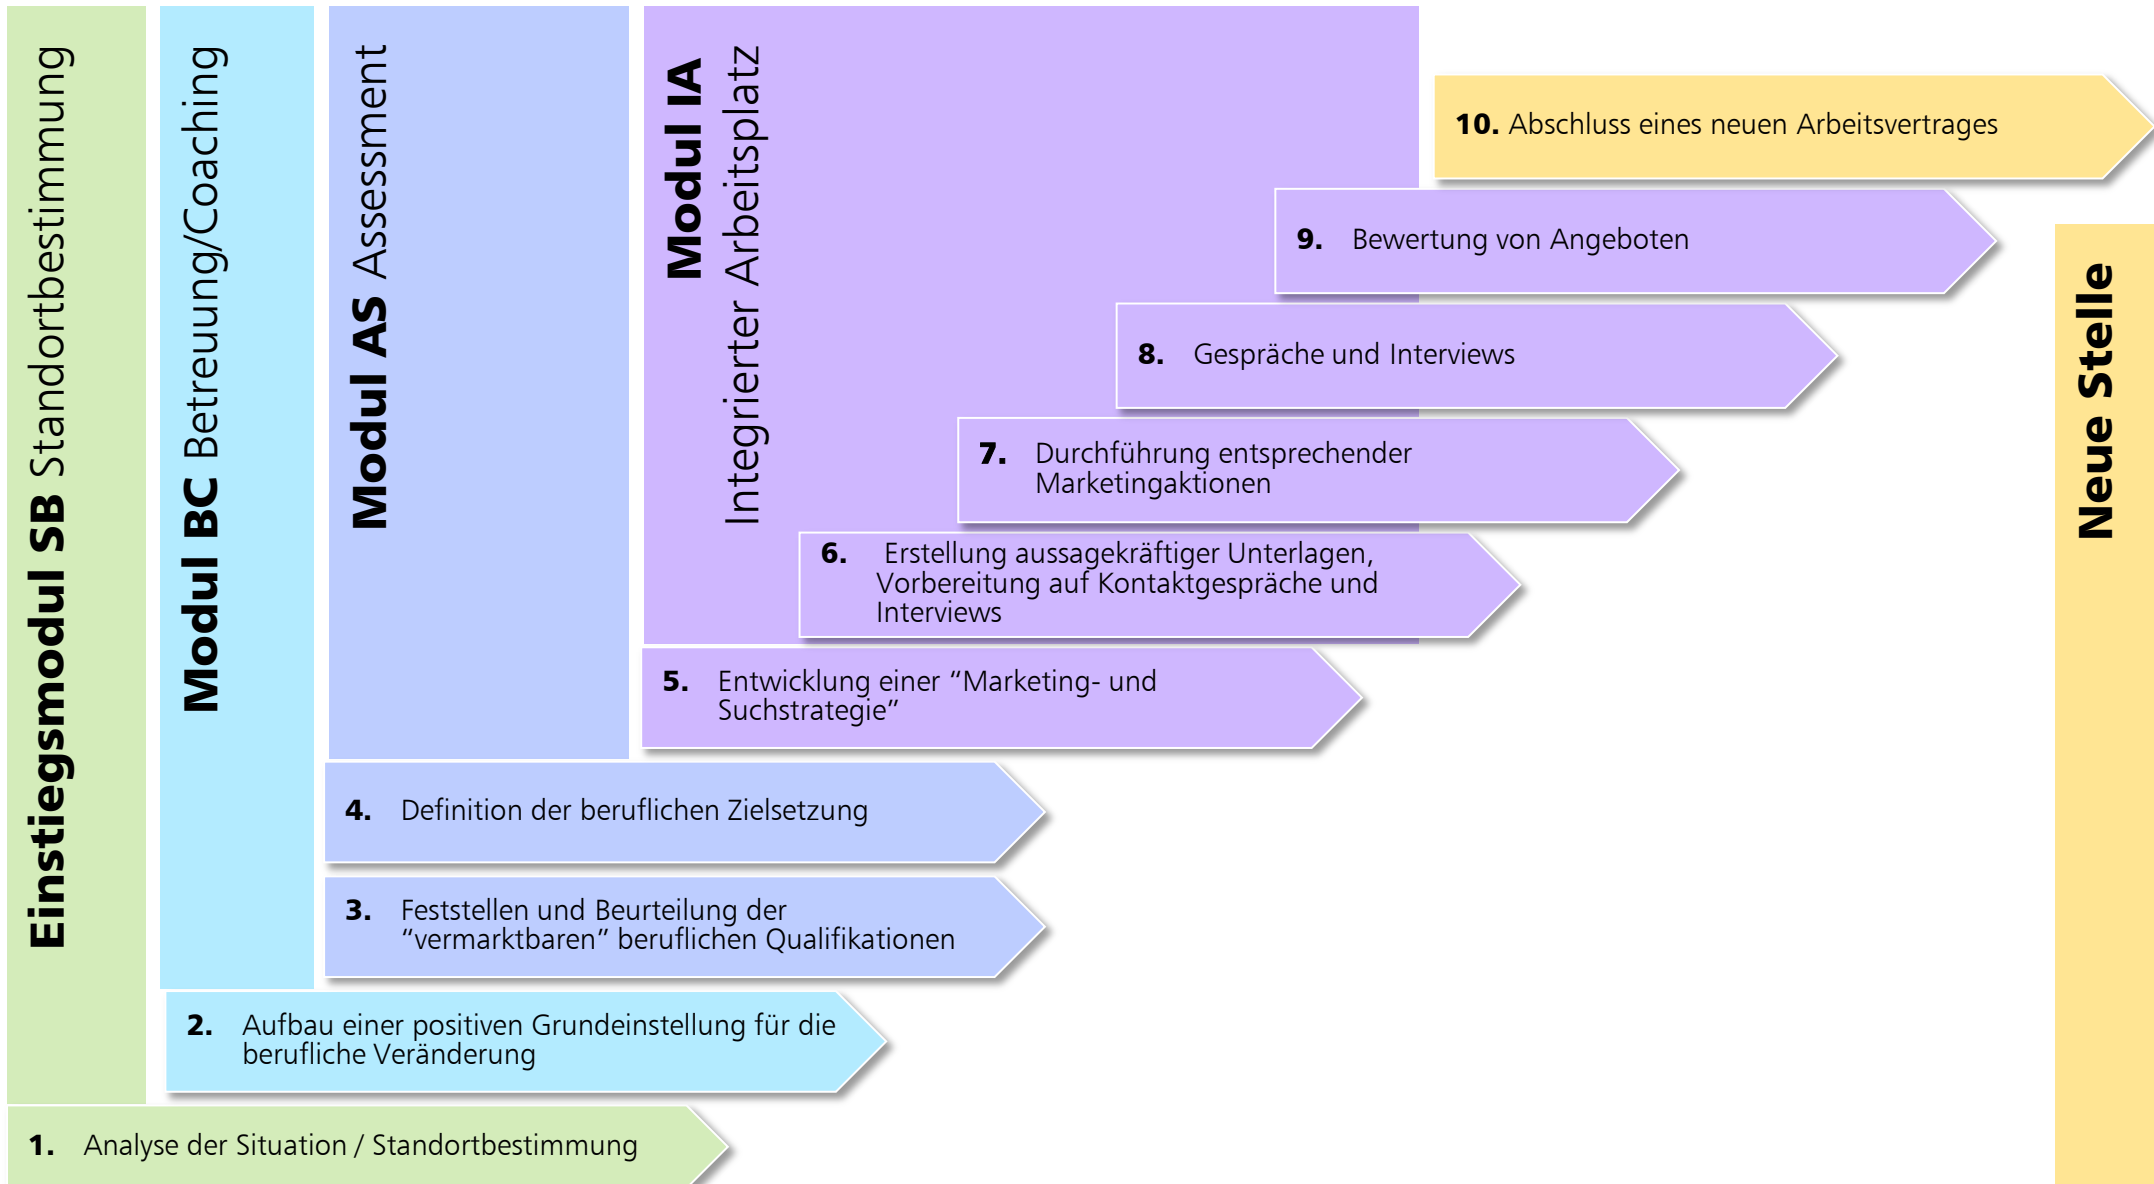 Einstiegsmodul SB Standortbestimmung
Modul BC Betreuung/Coaching
Modul AS Assessment
Modul IA
Integrierter Arbeitsplatz
10. Abschluss eines neuen Arbeitsvertrages
9. Bewertung von Angeboten
8. Gespräche und Interviews
7. Durchführung entsprechender
Marketingaktionen
6. Erstellung aussagekräftiger Unterlagen,
Vorbereitung auf Kontaktgespräche und
Interviews
5. Entwicklung einer “Marketing- und
Suchstrategie”
4. Definition der beruflichen Zielsetzung
3. Feststellen und Beurteilung der
“vermarktbaren” beruflichen Qualifikationen
2. Aufbau einer positiven Grundeinstellung für die
berufliche Veränderung
1. Analyse der Situation / Standortbestimmung
Neue Stelle